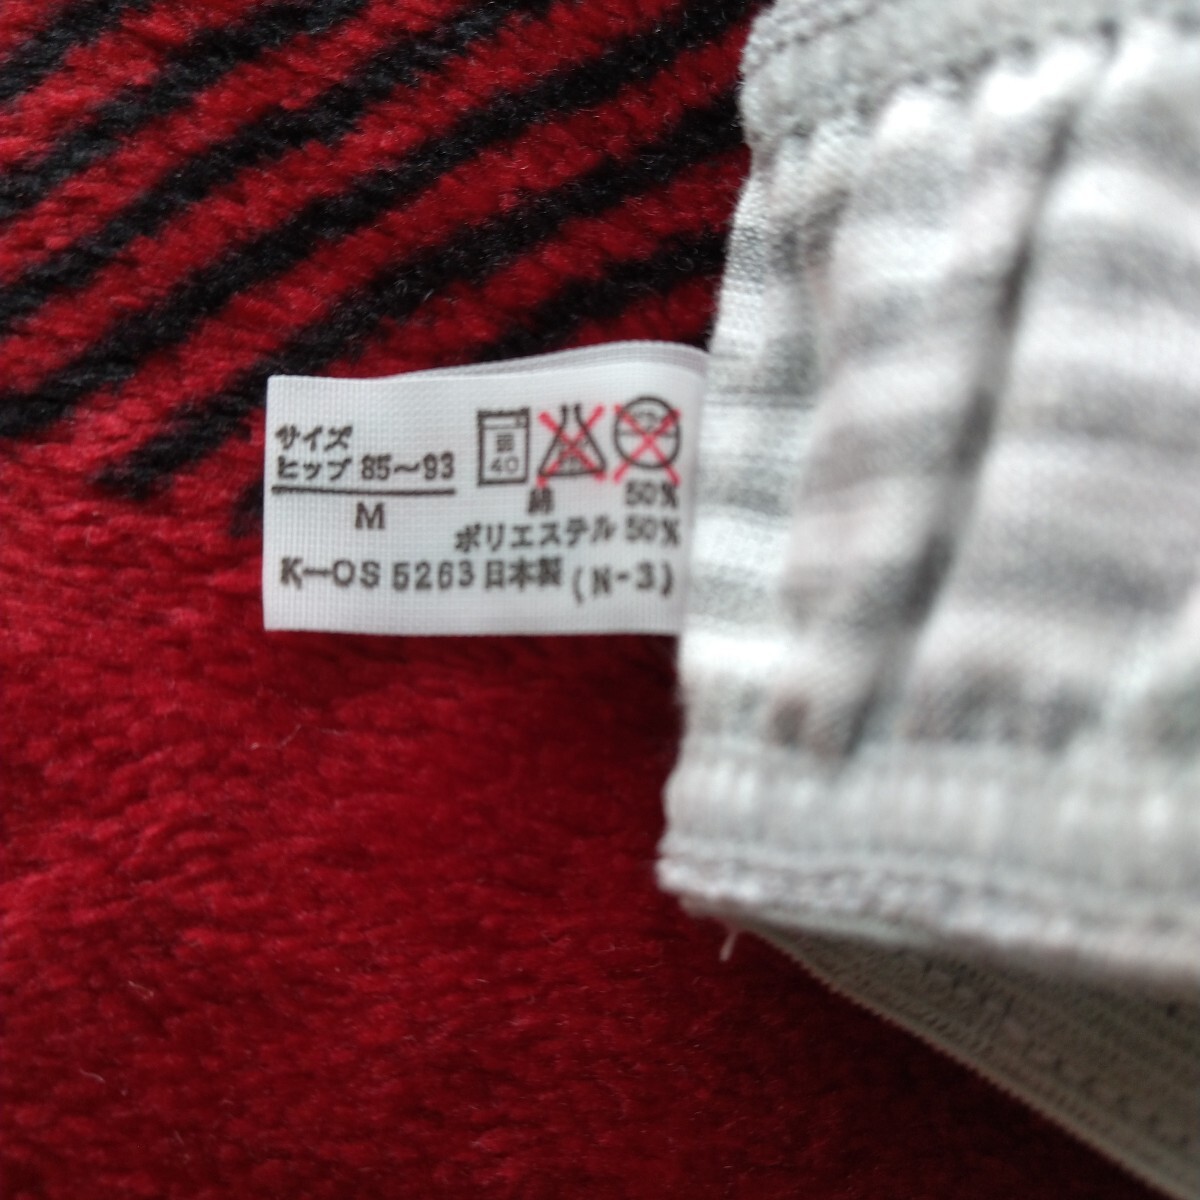 サイズ
ヒップ 85〜93
M
40
綿 50%
ポリエステル 50%
K-OS 5263 日本製 (N-3)